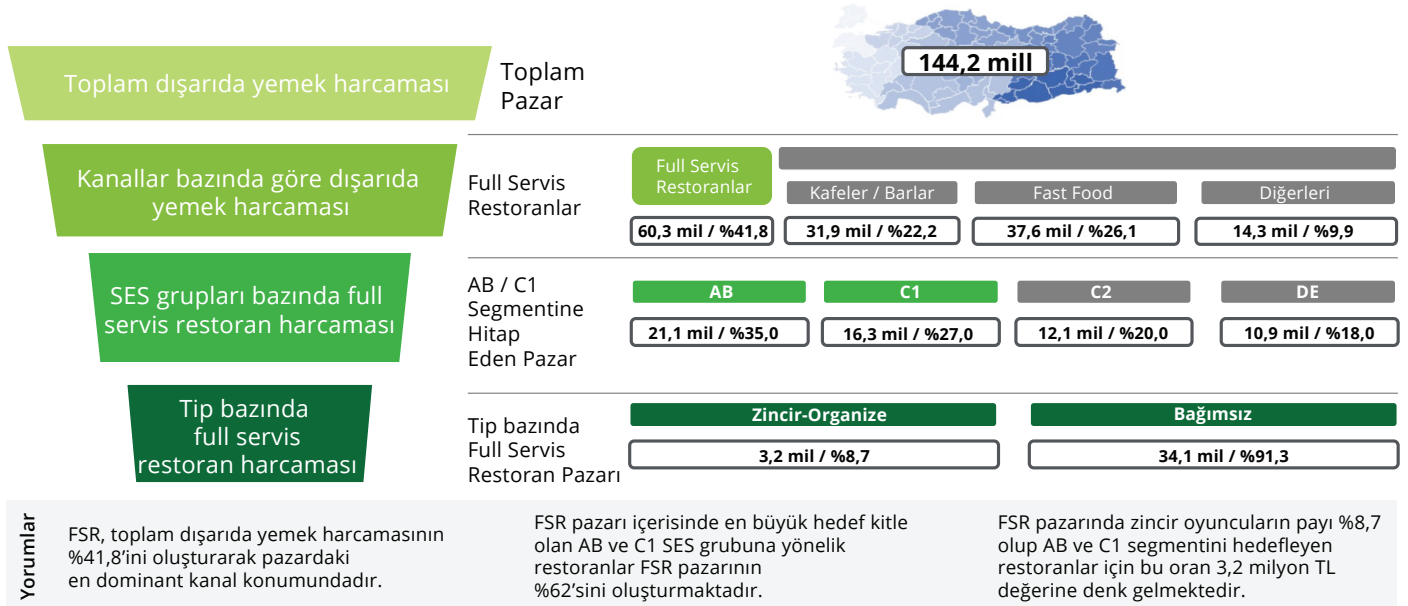 Toplam dışarıda yemek harcaması
Toplam
Pazar
144,2 mill
Kanallar bazında göre dışarıda
yemek harcaması
Full Servis
Restoranlar
Full Servis
Restoranlar
Kafeler / Barlar
Fast Food
Diğerleri
60,3 mil / %41,8
31,9 mil / %22,2
37,6 mil / %26,1
14,3 mil / %9,9
SES grupları bazında full
servis restoran harcaması
AB / C1
Segmentine
Hitap
Eden Pazar
AB
C1
C2
DE
21,1 mil / %35,0
16,3 mil / %27,0
12,1 mil / %20,0
10,9 mil / %18,0
Tip bazında
full servis
restoran harcaması
Tip bazında
Full Servis
Restoran Pazarı
Zincir-Organize
Bağımsız
3,2 mil / %8,7
34,1 mil / %91,3
Yorumlar
FSR, toplam dışarıda yemek harcamasının
%41,8’ini oluşturarak pazardaki
en dominant kanal konumundadır.
FSR pazarı içerisinde en büyük hedef kitle
olan AB ve C1 SES grubuna yönelik
restoranlar FSR pazarının
%62’sini oluşturmaktadır.
FSR pazarında zincir oyuncuların payı %8,7
olup AB ve C1 segmentini hedefleyen
restoranlar için bu oran 3,2 milyon TL
değerine denk gelmektedir.